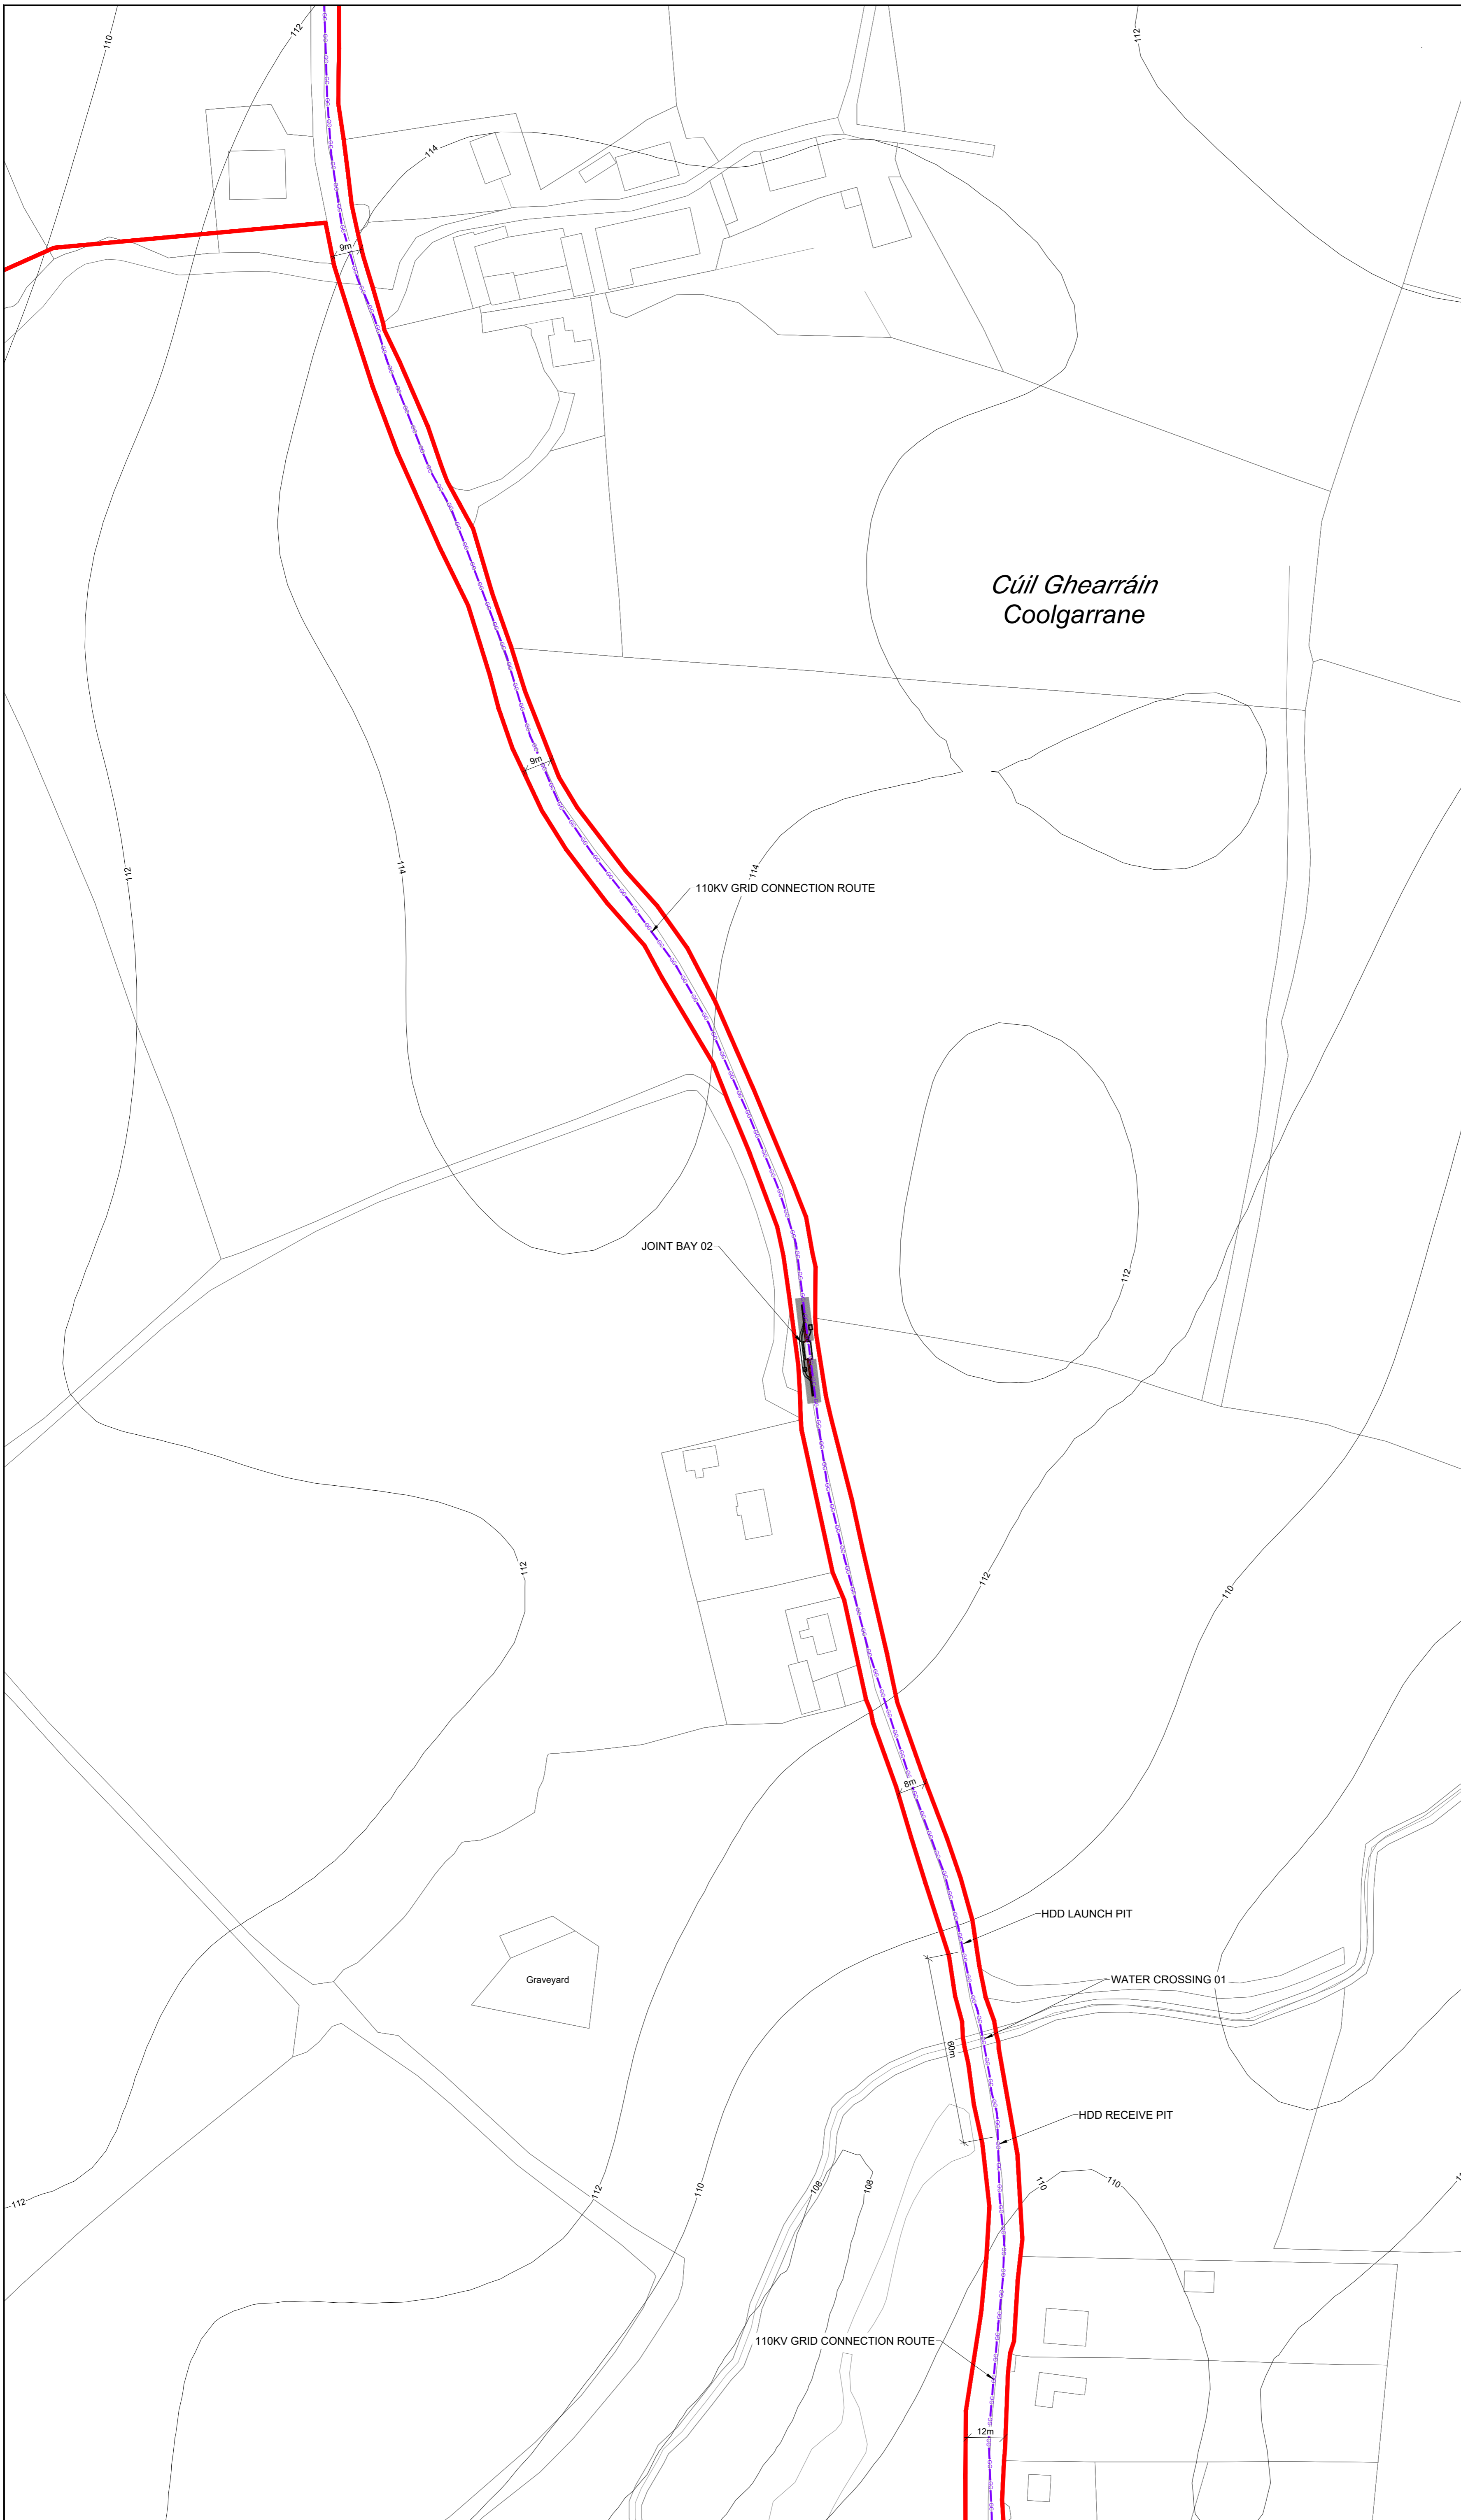 110
112
112
114
9m
Cúil Ghearráin
Coolgarrane
9m
112
114
114
110KV GRID CONNECTION ROUTE
JOINT BAY 02
112
112
112
110
8m
HDD LAUNCH PIT
Graveyard
WATER CROSSING 01
60m
HDD RECEIVE PIT
112
112
110
108
108
110
110
110KV GRID CONNECTION ROUTE
12m